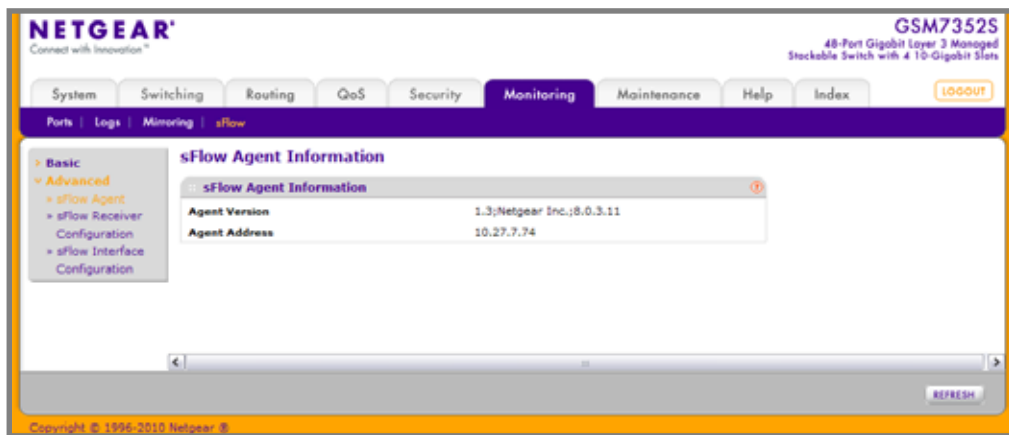 NETGEAR®
Connect with Innovation™
GSM7352S
48-Port Gigabit Layer 3 Managed
Stackable Switch with 4 10-Gigabit Slots
System Switching Routing QoS Security Monitoring Maintenance Help Index LOGOUT
Ports | Logs | Mirroring | sFlow
Basic
Advanced
» sFlow Agent
» sFlow Receiver
Configuration
» sFlow Interface
Configuration
sFlow Agent Information
sFlow Agent Information
Agent Version 1.3;Netgear Inc.;8.0.3.11
Agent Address 10.27.7.74
REFRESH
Copyright © 1996-2010 Netgear ®